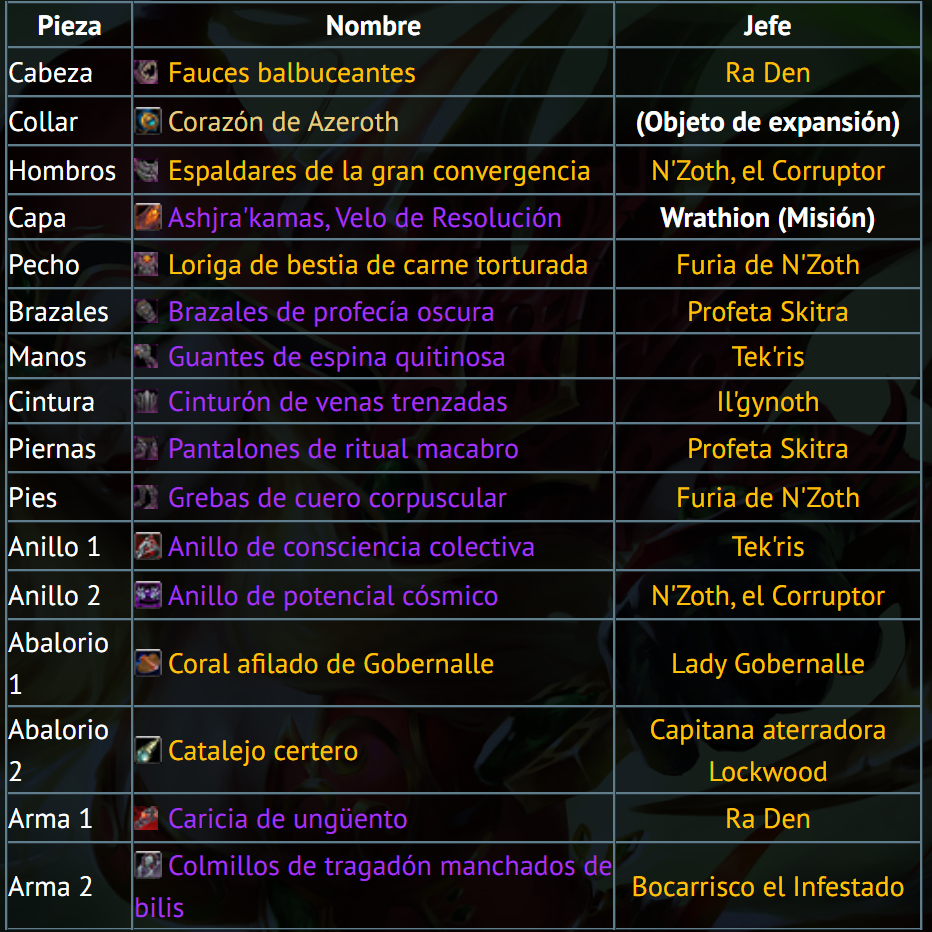 Pieza Nombre Jefe
Cabeza Fauces balbuceantes Ra Den
Collar Corazón de Azeroth (Objeto de expansión)
Hombros Espaldares de la gran convergencia N'Zoth, el Corruptor
Capa Ashjra'kamas, Velo de Resolución Wrathion (Misión)
Pecho Loriga de bestia de carne torturada Furia de N'Zoth
Brazales Brazales de profecía oscura Profeta Skitra
Manos Guantes de espina quitinosa Tek'ris
Cintura Cinturón de venas trenzadas Il'gynoth
Piernas Pantalones de ritual macabro Profeta Skitra
Pies Grebas de cuero corpuscular Furia de N'Zoth
Anillo 1 Anillo de consciencia colectiva Tek'ris
Anillo 2 Anillo de potencial cósmico N'Zoth, el Corruptor
Abalorio
1 Coral afilado de Gobernalle Lady Gobernalle
Abalorio
2 Catalejo certero Capitana aterradora
Lockwood
Arma 1 Caricia de ungüento Ra Den
Arma 2 Colmillos de tragadón manchados de
bilis Bocarrisco el Infestado